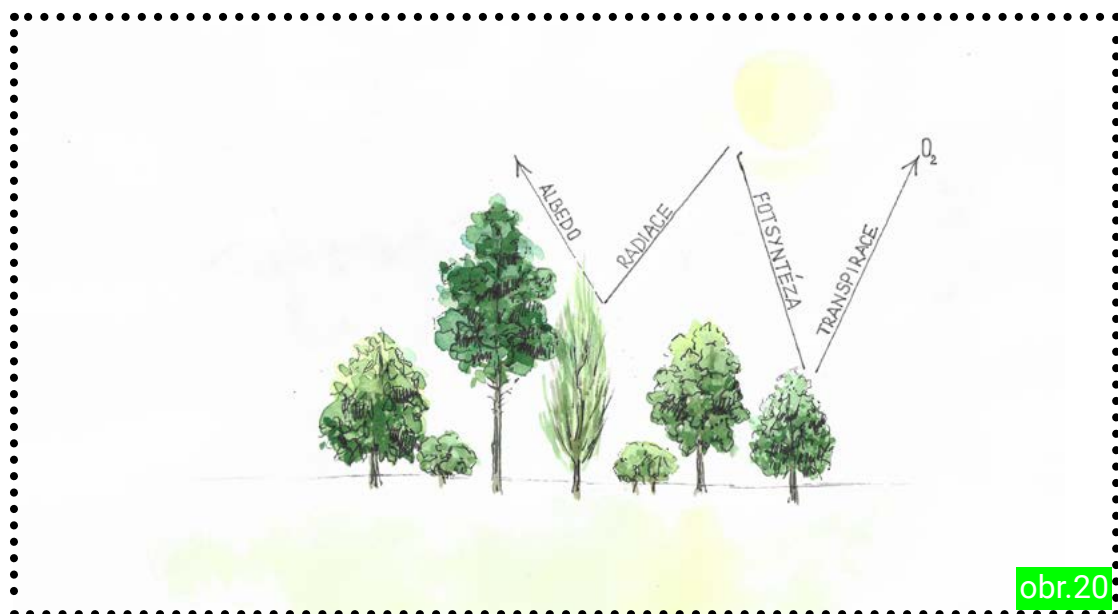 ALBEDO
RADIACE
FOTSYNTÉZA
TRANSPIRACE
O₂
obr.20